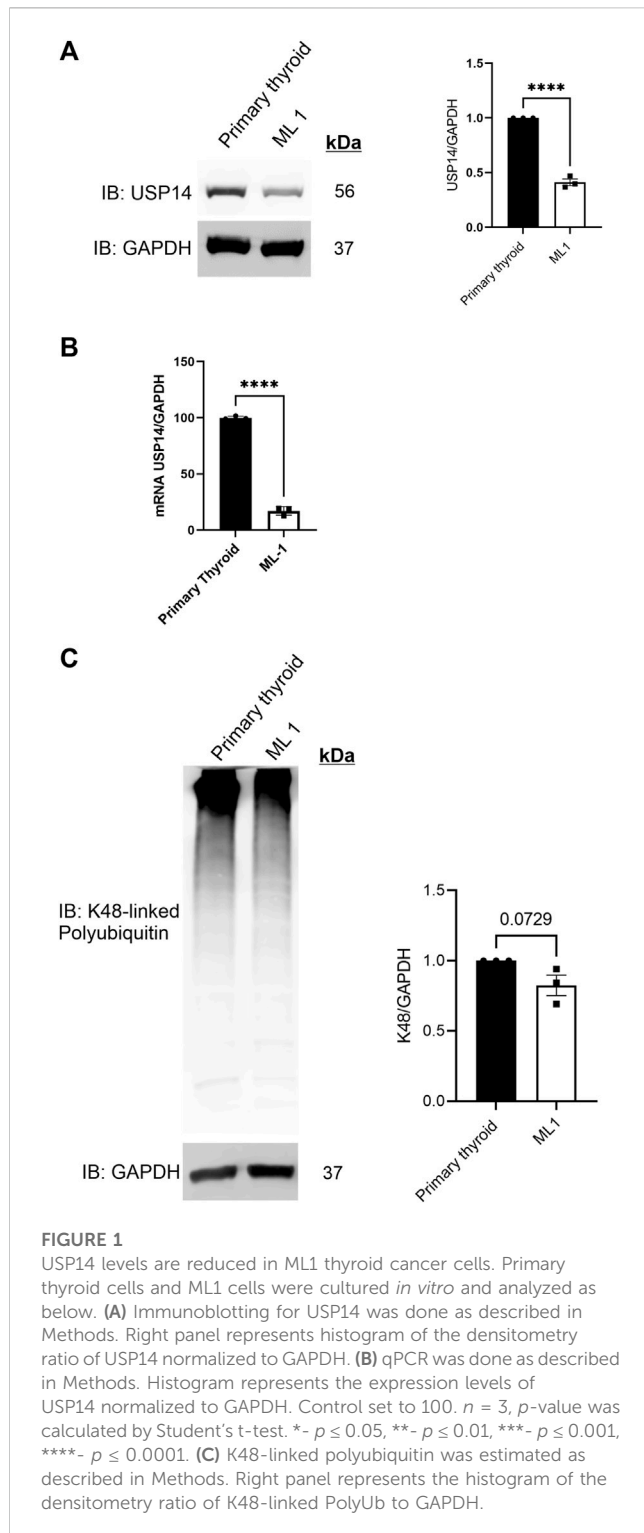 A
Primary thyroid
ML 1
kDa
IB: USP14
56
IB: GAPDH
37
USP14/GAPDH
1.5
1.0
0.5
0.0
****
Primary thyroid
ML1
B
mRNA USP14/GAPDH
150
100
50
0
****
Primary Thyroid
ML-1
C
Primary thyroid
ML 1
kDa
IB: K48-linked
Polyubiquitin
IB: GAPDH
37
K48/GAPDH
1.5
1.0
0.5
0.0
0.0729
Primary thyroid
ML1
FIGURE 1
USP14 levels are reduced in ML1 thyroid cancer cells. Primary
thyroid cells and ML1 cells were cultured in vitro and analyzed as
below. (A) Immunoblotting for USP14 was done as described in
Methods. Right panel represents histogram of the densitometry
ratio of USP14 normalized to GAPDH. (B) qPCR was done as described
in Methods. Histogram represents the expression levels of
USP14 normalized to GAPDH. Control set to 100. n = 3, p-value was
calculated by Student’s t-test. *- p ≤ 0.05, **- p ≤ 0.01, ***- p ≤ 0.001,
****- p ≤ 0.0001. (C) K48-linked polyubiquitin was estimated as
described in Methods. Right panel represents the histogram of the
densitometry ratio of K48-linked PolyUb to GAPDH.